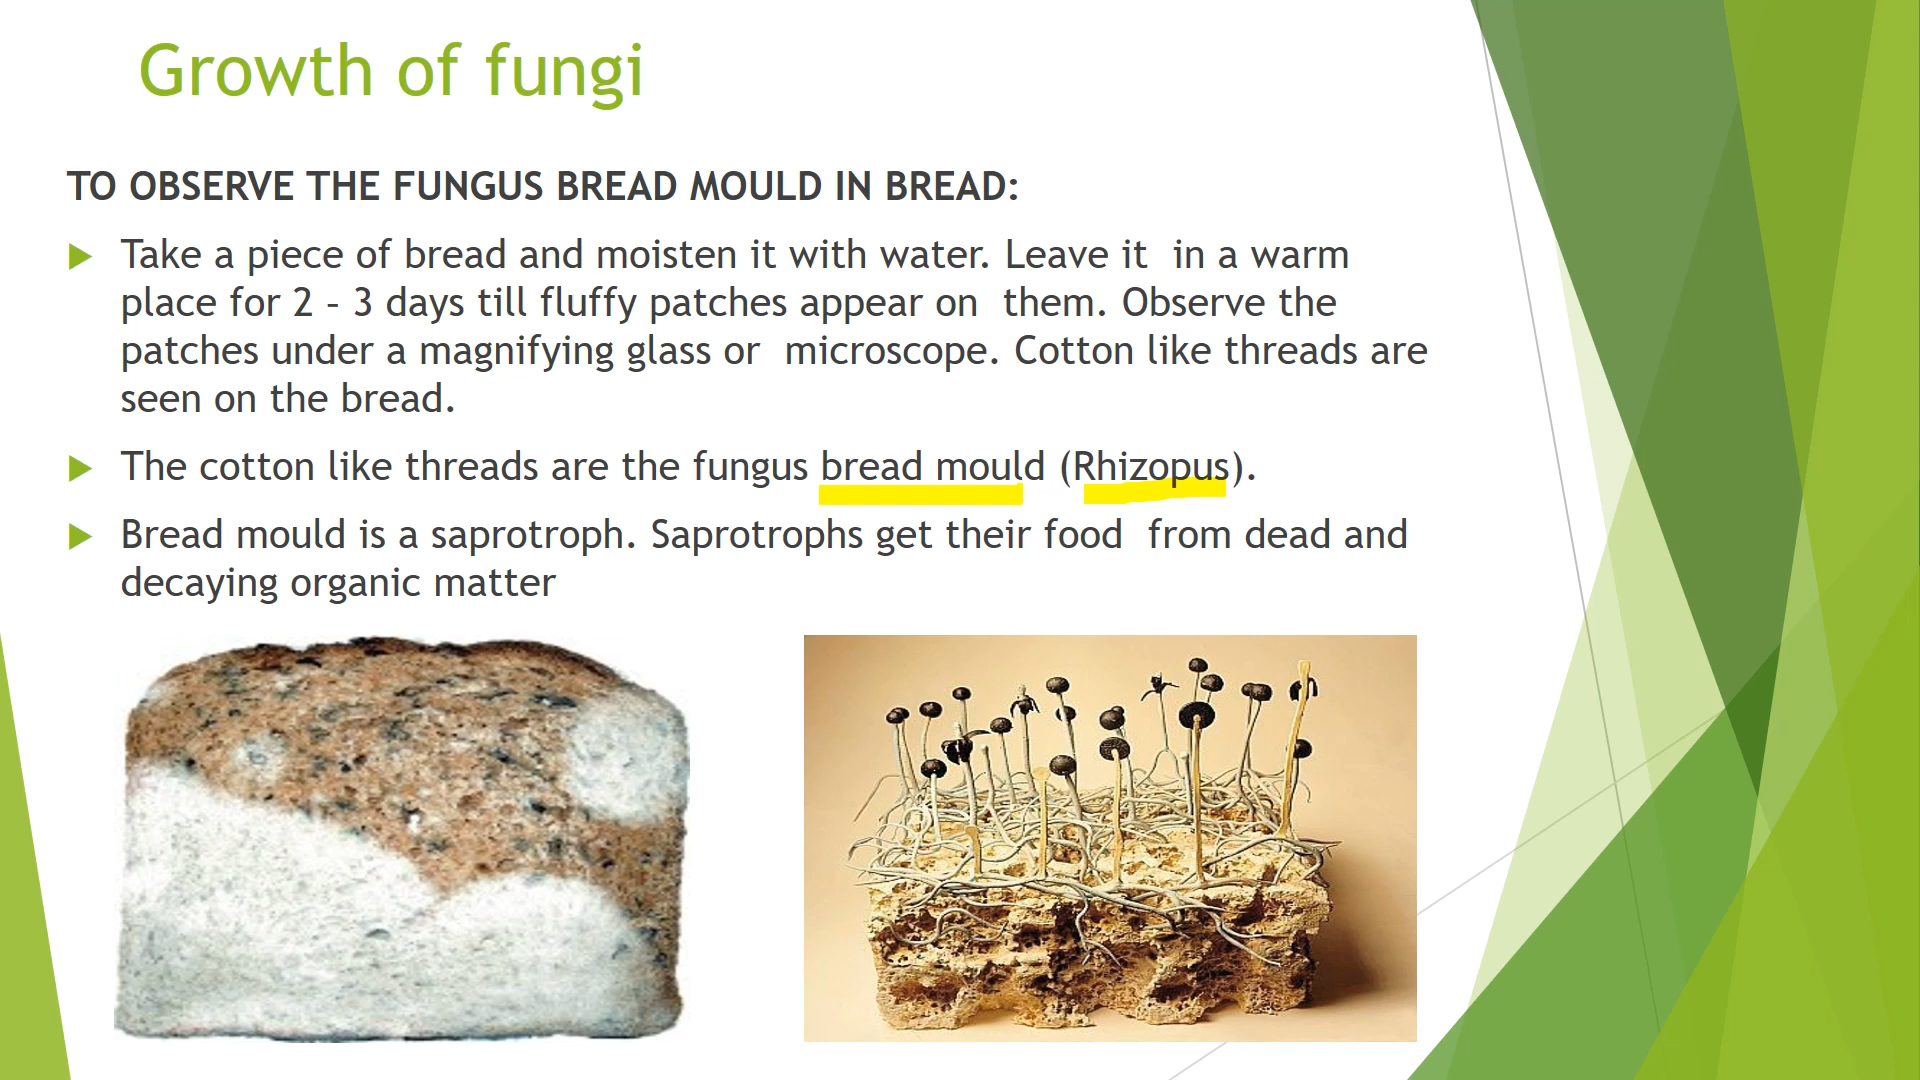 Growth of fungi
TO OBSERVE THE FUNGUS BREAD MOULD IN BREAD:
Take a piece of bread and moisten it with water. Leave it in a warm
place for 2 – 3 days till fluffy patches appear on them. Observe the
patches under a magnifying glass or microscope. Cotton like threads are
seen on the bread.
The cotton like threads are the fungus bread mould (Rhizopus).
Bread mould is a saprotroph. Saprotrophs get their food from dead and
decaying organic matter